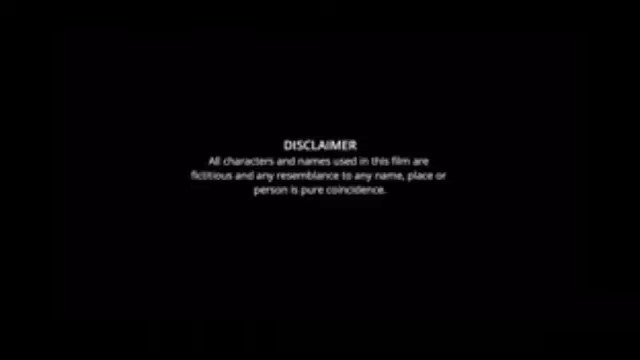 DISCLAIMER
All characters and names used in this film are
fictitious and any resemblance to any name, place or
person is pure coincidence.